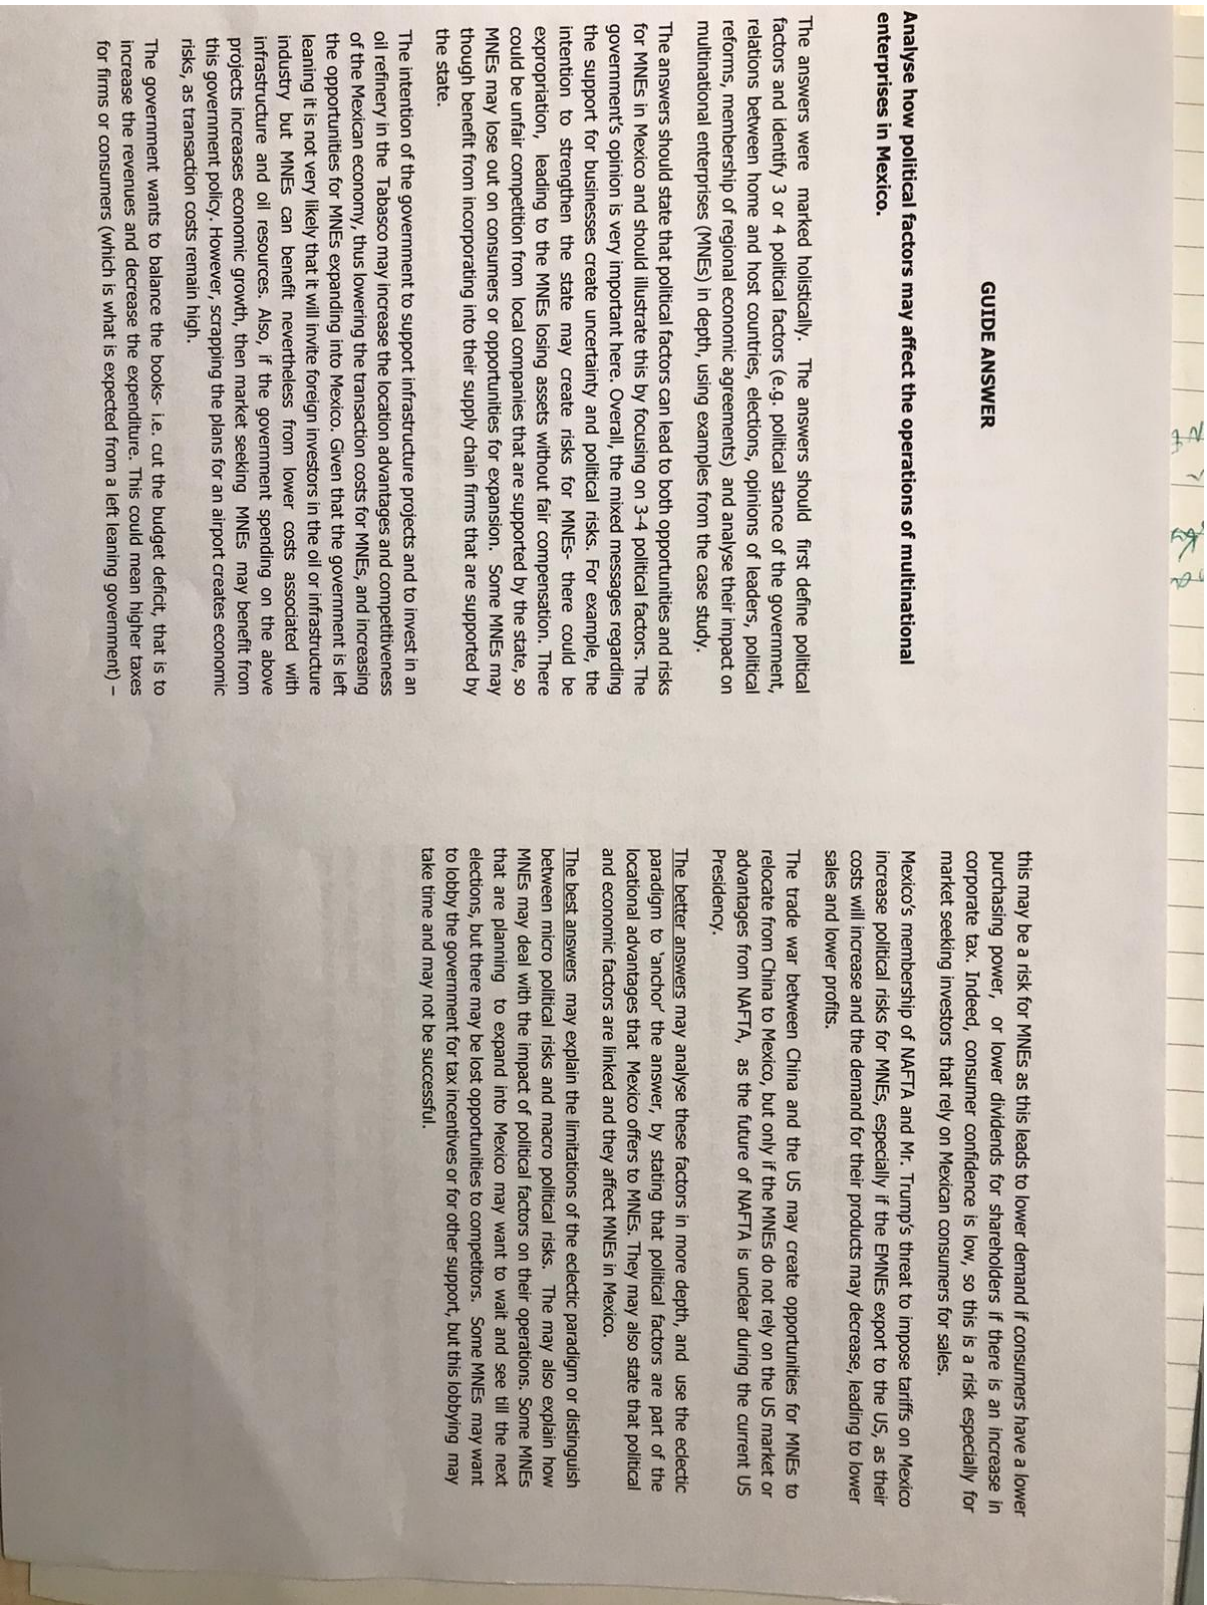 GUIDE ANSWER
Analyse how political factors may affect the operations of multinational
enterprises in Mexico.
The answers were marked holistically. The answers should first define political
factors and identify 3 or 4 political factors (e.g. political stance of the government,
relations between home and host countries, elections, opinions of leaders, political
reforms, membership of regional economic agreements) and analyse their impact on
multinational enterprises (MNEs) in depth, using examples from the case study.
The answers should state that political factors can lead to both opportunities and risks
for MNEs in Mexico and should illustrate this by focusing on 3-4 political factors. The
government's opinion is very important here. Overall, the mixed messages regarding
the support for businesses create uncertainty and political risks. For example, the
intention to strengthen the state may create risks for MNEs- there could be
expropriation, leading to the MNEs losing assets without fair compensation. There
could be unfair competition from local companies that are supported by the state, so
MNEs may lose out on consumers or opportunities for expansion. Some MNEs may
though benefit from incorporating into their supply chain firms that are supported by
the state.
The intention of the government to support infrastructure projects and to invest in an
oil refinery in the Tabasco may increase the location advantages and competitiveness
of the Mexican economy, thus lowering the transaction costs for MNEs, and increasing
the opportunities for MNEs expanding into Mexico. Given that the government is left
leaning it is not very likely that it will invite foreign investors in the oil or infrastructure
industry but MNEs can benefit nevertheless from lower costs associated with
infrastructure and oil resources. Also, if the government spending on the above
projects increases economic growth, then market seeking MNEs may benefit from
this government policy. However, scrapping the plans for an airport creates economic
risks, as transaction costs remain high.
The government wants to balance the books- i.e. cut the budget deficit, that is to
increase the revenues and decrease the expenditure. This could mean higher taxes
for firms or consumers (which is what is expected from a left leaning government) –
this may be a risk for MNEs as this leads to lower demand if consumers have a lower
purchasing power, or lower dividends for shareholders if there is an increase in
corporate tax. Indeed, consumer confidence is low, so this is a risk especially for
market seeking investors that rely on Mexican consumers for sales.
Mexico's membership of NAFTA and Mr. Trump's threat to impose tariffs on Mexico
increase political risks for MNEs, especially if the EMNEs export to the US, as their
costs will increase and the demand for their products may decrease, leading to lower
sales and lower profits.
The trade war between China and the US may create opportunities for MNEs to
relocate from China to Mexico, but only if the MNEs do not rely on the US market or
advantages from NAFTA, as the future of NAFTA is unclear during the current US
Presidency.
The better answers may analyse these factors in more depth, and use the eclectic
paradigm to 'anchor' the answer, by stating that political factors are part of the
locational advantages that Mexico offers to MNEs. They may also state that political
and economic factors are linked and they affect MNEs in Mexico.
The best answers may explain the limitations of the eclectic paradigm or distinguish
between micro political risks and macro political risks. The may also explain how
MNEs may deal with the impact of political factors on their operations. Some MNEs
that are planning to expand into Mexico may want to wait and see till the next
elections, but there may be lost opportunities to competitors. Some MNEs may want
to lobby the government for tax incentives or for other support, but this lobbying may
take time and may not be successful.